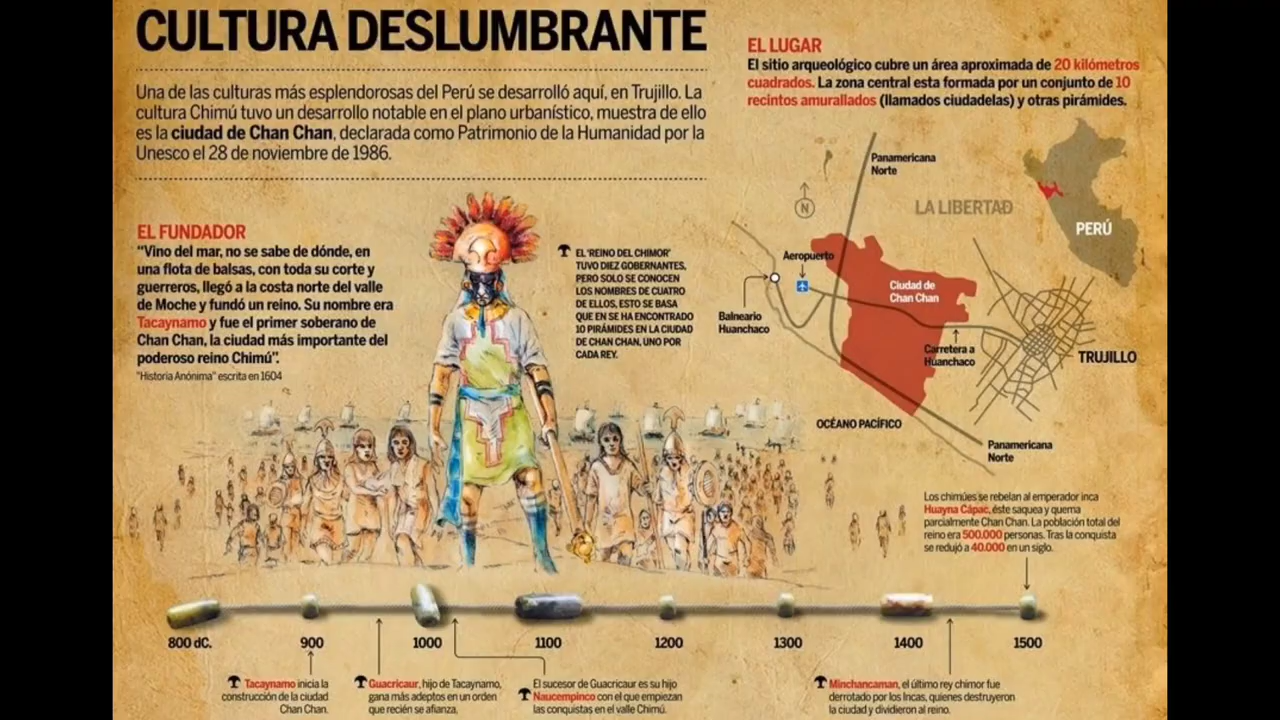 CULTURA DESLUMBRANTE
Una de las culturas más esplendorosas del Perú se desarrolló aquí, en Trujillo. La
cultura Chimú tuvo un desarrollo notable en el plano urbanístico, muestra de ello
es la ciudad de Chan Chan, declarada como Patrimonio de la Humanidad por la
Unesco el 28 de noviembre de 1986.
EL LUGAR
El sitio arqueológico cubre un área aproximada de 20 kilómetros
cuadrados. La zona central esta formada por un conjunto de 10
recintos amurallados (llamados ciudadelas) y otras pirámides.
EL FUNDADOR
“Vino del mar, no se sabe de dónde, en
una flota de balsas, con toda su corte y
guerreros, llegó a la costa norte del valle
de Moche y fundó un reino. Su nombre era
Tacaynamo y fue el primer soberano de
Chan Chan, la ciudad más importante del
poderoso reino Chimú”.
"Historia Anónima" escrita en 1604
EL 'REINO DEL CHIMOR'
TUVO DIEZ GOBERNANTES,
PERO SOLO SE CONOCEN
LOS NOMBRES DE CUATRO
DE ELLOS, ESTO SE BASA
QUE EN SE HA ENCONTRADO
10 PIRÁMIDES EN LA CIUDAD
DE CHAN CHAN, UNO POR
CADA REY.
Panamericana
Norte
N
LA LIBERTAD
PERÚ
Aeropuerto
Ciudad de
Chan Chan
Balneario
Huanchaco
Carretera a
Huanchaco
TRUJILLO
OCÉANO PACÍFICO
Panamericana
Norte
Los chimúes se rebelan al emperador inca
Huayna Cápac, éste saquea y quema
parcialmente Chan Chan. La población total del
reino era 500.000 personas. Tras la conquista
se redujó a 40.000 en un siglo.
800 dC.
900
1000
1100
1200
1300
1400
1500
Tacaynamo inicia la
construcción de la ciudad
Chan Chan.
Guacricaur, hijo de Tacaynamo,
gana más adeptos en un orden
que recién se afianza.
El sucesor de Guacricaur es su hijo
Naucempinco con el que empiezan
las conquistas en el valle Chimú.
Minchancaman, el último rey chimor fue
derrotado por los Incas, quienes destruyeron
la ciudad y dividieron al reino.